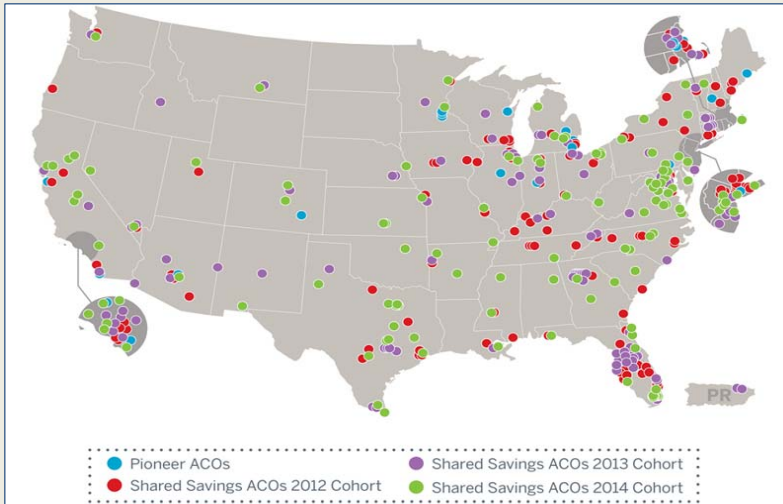 PR
Pioneer ACOs
Shared Savings ACOs 2013 Cohort
Shared Savings ACOs 2012 Cohort
Shared Savings ACOs 2014 Cohort